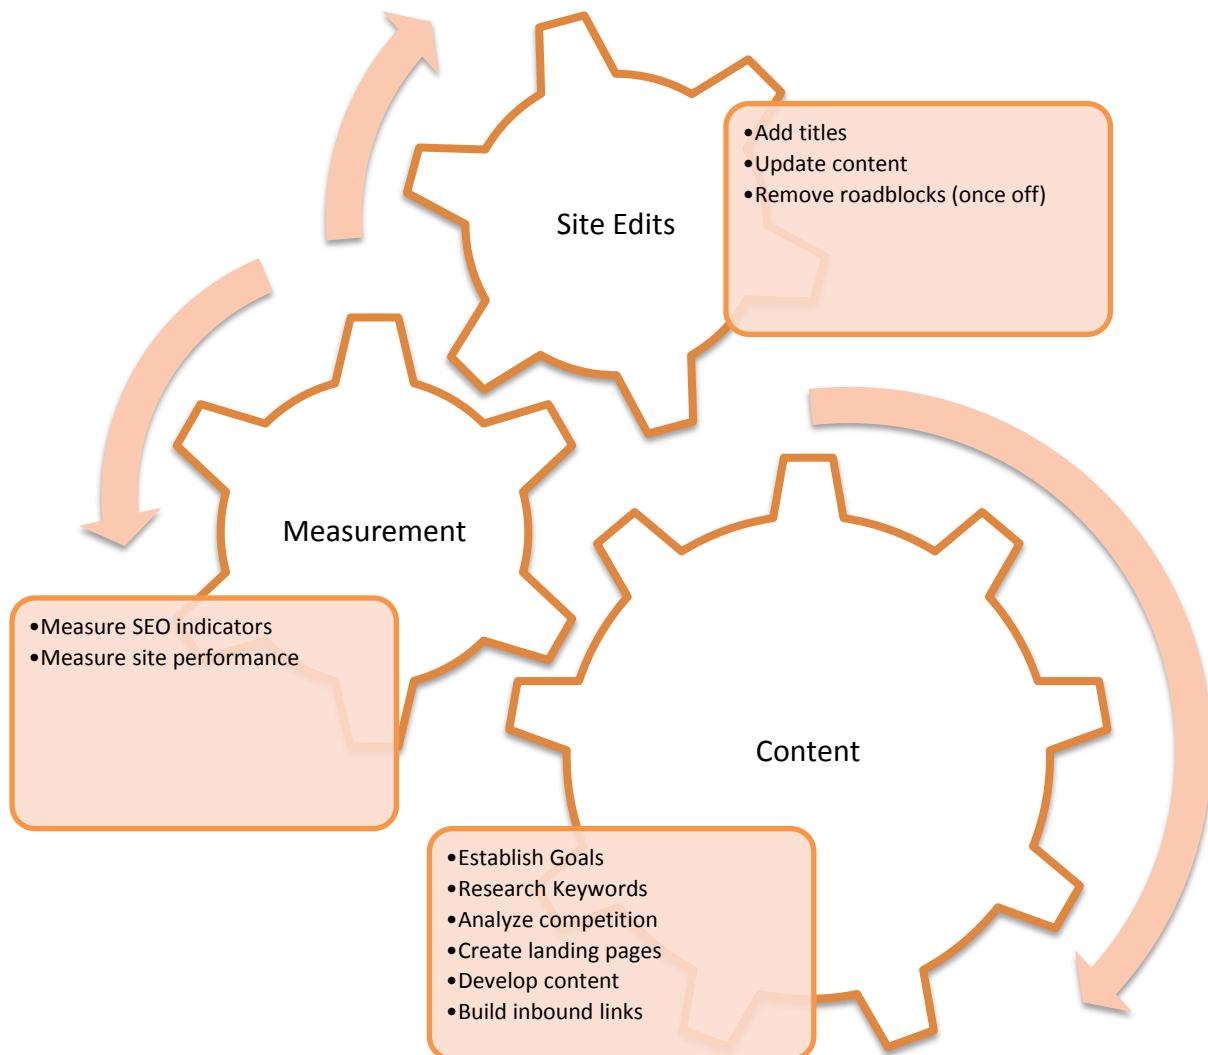 Site Edits
•Add titles
•Update content
•Remove roadblocks (once off)
Measurement
•Measure SEO indicators
•Measure site performance
Content
•Establish Goals
•Research Keywords
•Analyze competition
•Create landing pages
•Develop content
•Build inbound links